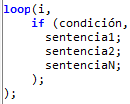 loop(i,
    if (condición,
      sentencia1;
      sentencia2;
      sentenciaN;
    );
);